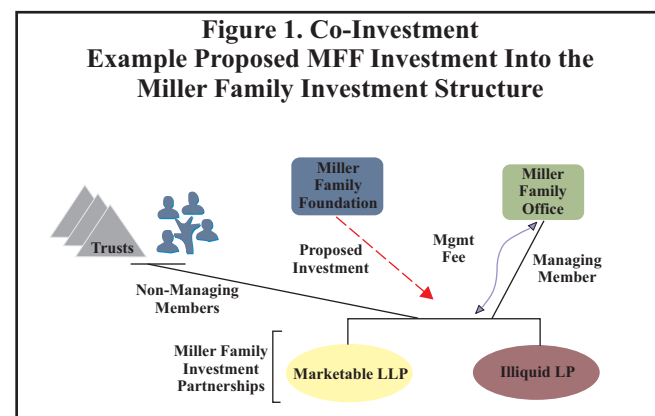 Figure 1. Co-Investment
Example Proposed MFF Investment Into the
Miller Family Investment Structure
Miller
Family
Foundation
Miller
Family
Office
Trusts
Proposed
Investment
Mgmt
Fee
Managing
Member
Non-Managing
Members
Miller Family
Investment
Partnerships
Marketable LLP
Illiquid LP